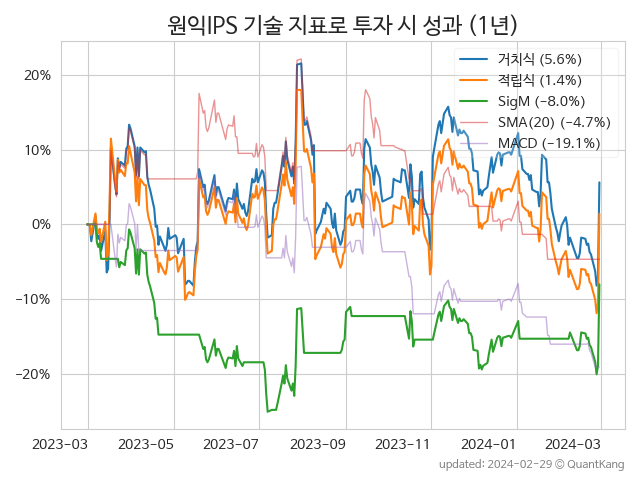 원익IPS 기술 지표로 투자 시 성과 (1년)
거치식 (5.6%)
적립식 (1.4%)
SigM (−8.0%)
SMA(20) (−4.7%)
MACD (−19.1%)
20%
10%
0%
−10%
−20%
2023-03
2023-05
2023-07
2023-09
2023-11
2024-01
2024-03
updated: 2024-02-29 © QuantKang